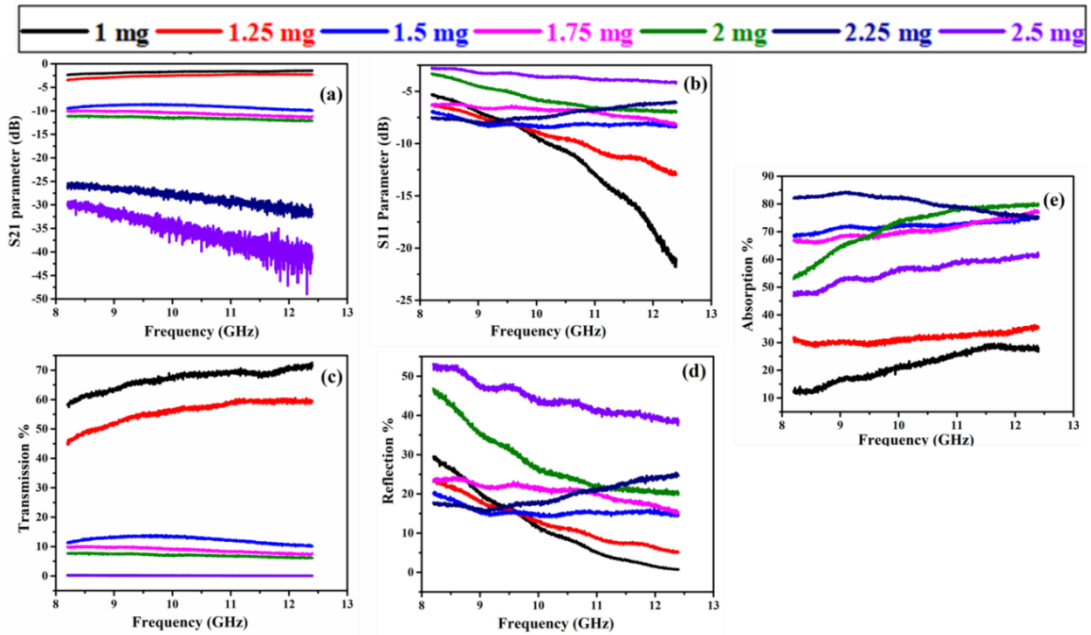 1 mg 1.25 mg 1.5 mg 1.75 mg 2 mg 2.25 mg 2.5 mg
(a)
S21 parameter (dB)
0
-5
-10
-15
-20
-25
-30
-35
-40
-45
-50
8 9 10 11 12 13
Frequency (GHz)
(b)
S11 Parameter (dB)
-5
-10
-15
-20
-25
8 9 10 11 12 13
Frequency (GHz)
(c)
Transmission %
70
60
50
40
30
20
10
0
8 9 10 11 12 13
Frequency (GHz)
(d)
Reflection %
50
40
30
20
10
0
8 9 10 11 12 13
Frequency (GHz)
(e)
Absorption %
90
80
70
60
50
40
30
20
10
8 9 10 11 12 13
Frequency (GHz)